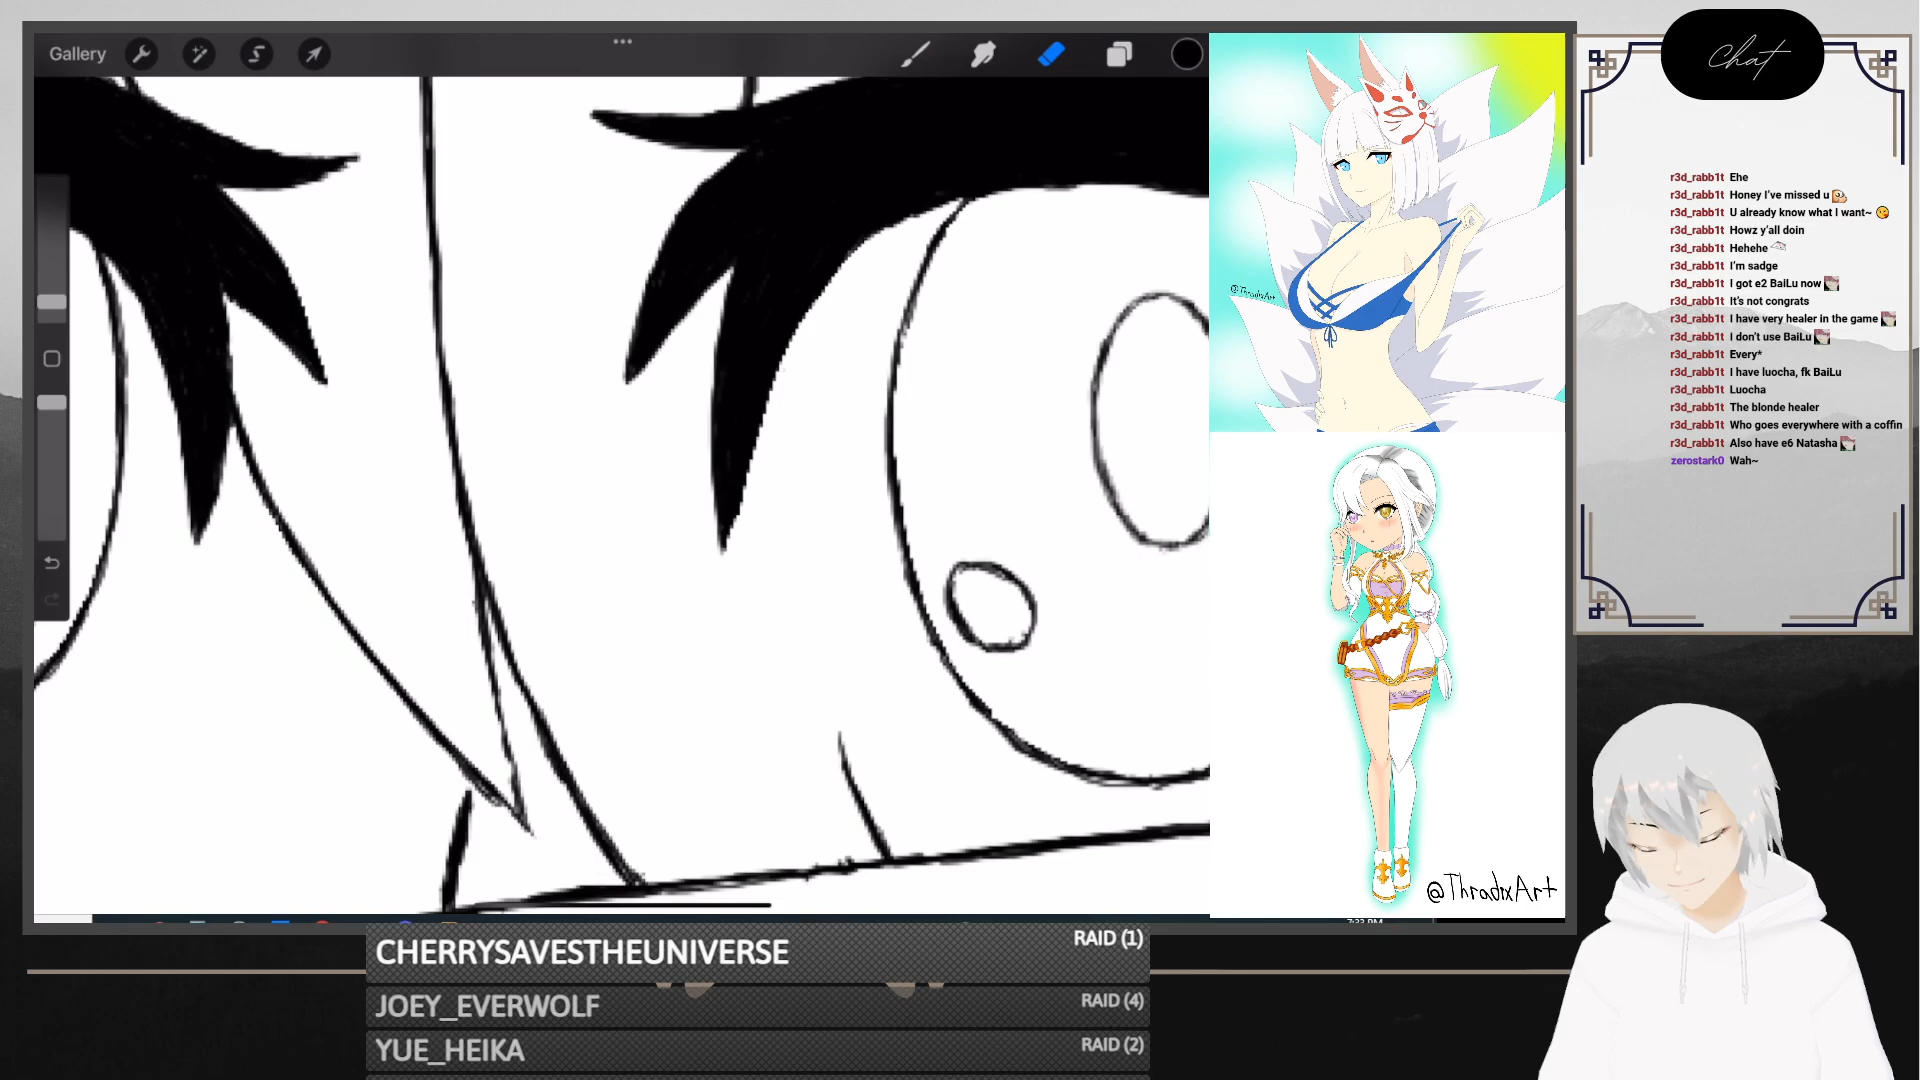 Gallery
@ThradixArt
@ThradixArt
7:33 PM
Chat
r3d_rabb1t Ehe
r3d_rabb1t Honey I've missed u
r3d_rabb1t U already know what I want~
r3d_rabb1t Howz y'all doin
r3d_rabb1t Hehehe
r3d_rabb1t I'm sadge
r3d_rabb1t I got e2 BaiLu now
r3d_rabb1t It's not congrats
r3d_rabb1t I have very healer in the game
r3d_rabb1t I don't use BaiLu
r3d_rabb1t Every*
r3d_rabb1t I have luocha, fk BaiLu
r3d_rabb1t Luocha
r3d_rabb1t The blonde healer
r3d_rabb1t Who goes everywhere with a coffin
r3d_rabb1t Also have e6 Natasha
zerostark0 Wah~
CHERRYSAVESTHEUNIVERSE RAID (1)
JOEY_EVERWOLF RAID (4)
YUE_HEIKA RAID (2)